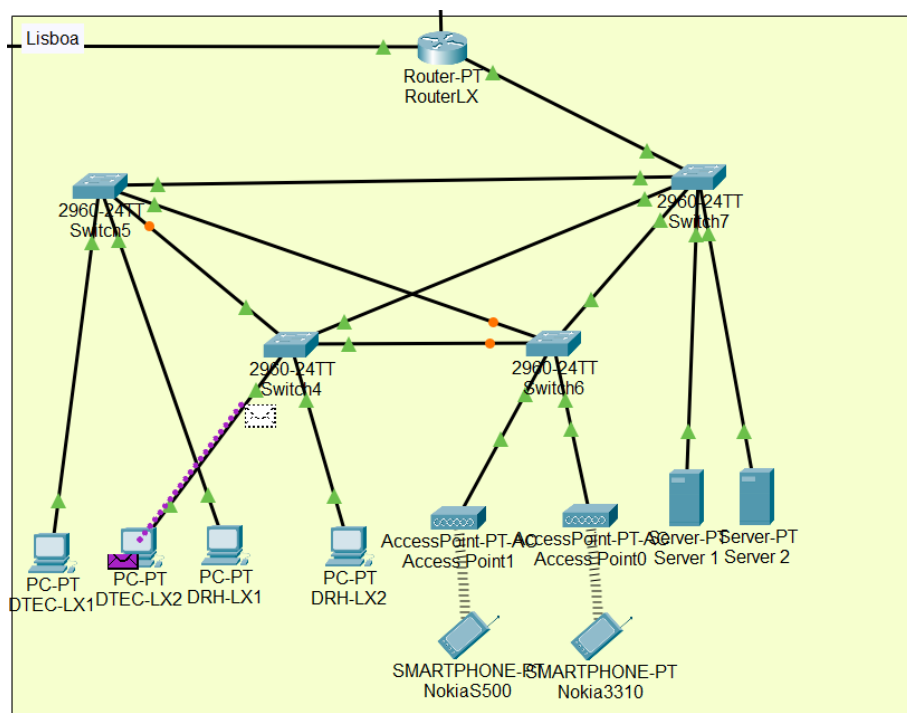 Lisboa
Router-PT
RouterLX
2960-24TT
Switch5
2960-24TT
Switch7
2960-24TT
Switch4
2960-24TT
Switch6
PC-PT
DTEC-LX1
PC-PT
DTEC-LX2
PC-PT
DRH-LX1
PC-PT
DRH-LX2
AccessPoint-PT-AC
Access Point1
AccessPoint-PT-AC
Access Point0
Server-PT
Server 1
Server-PT
Server 2
SMARTPHONE-PT
NokiaS500
SMARTPHONE-PT
Nokia3310